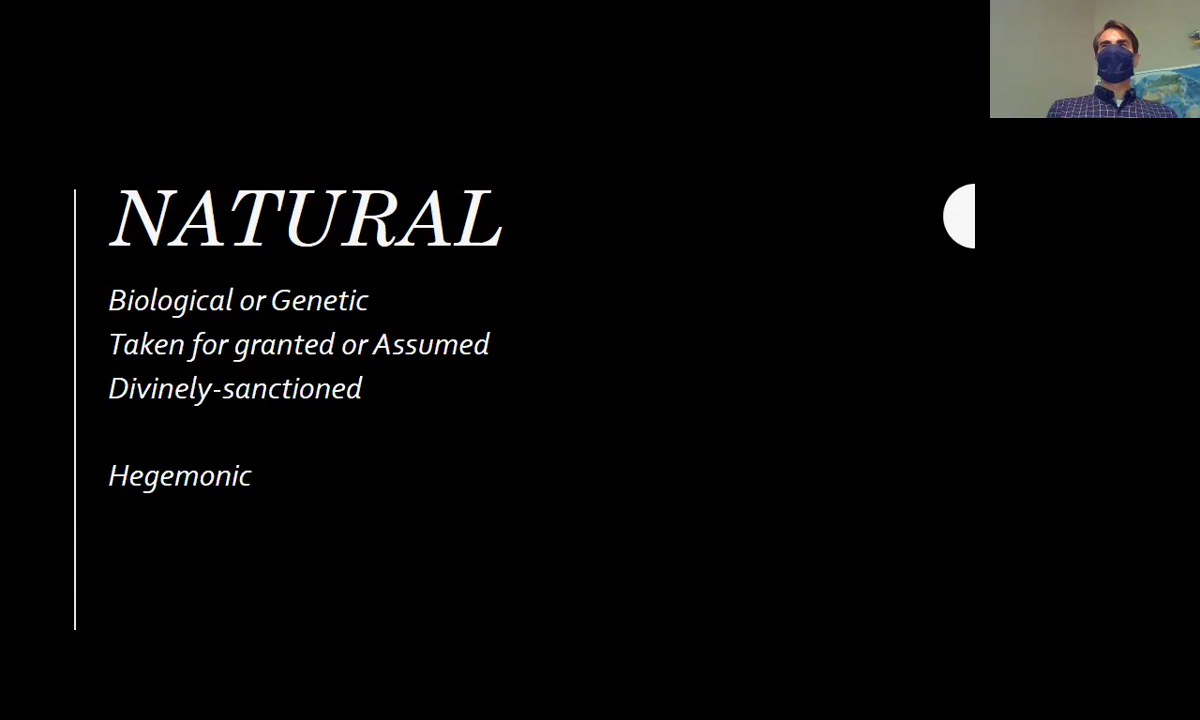 NATURAL
Biological or Genetic
Taken for granted or Assumed
Divinely-sanctioned
Hegemonic